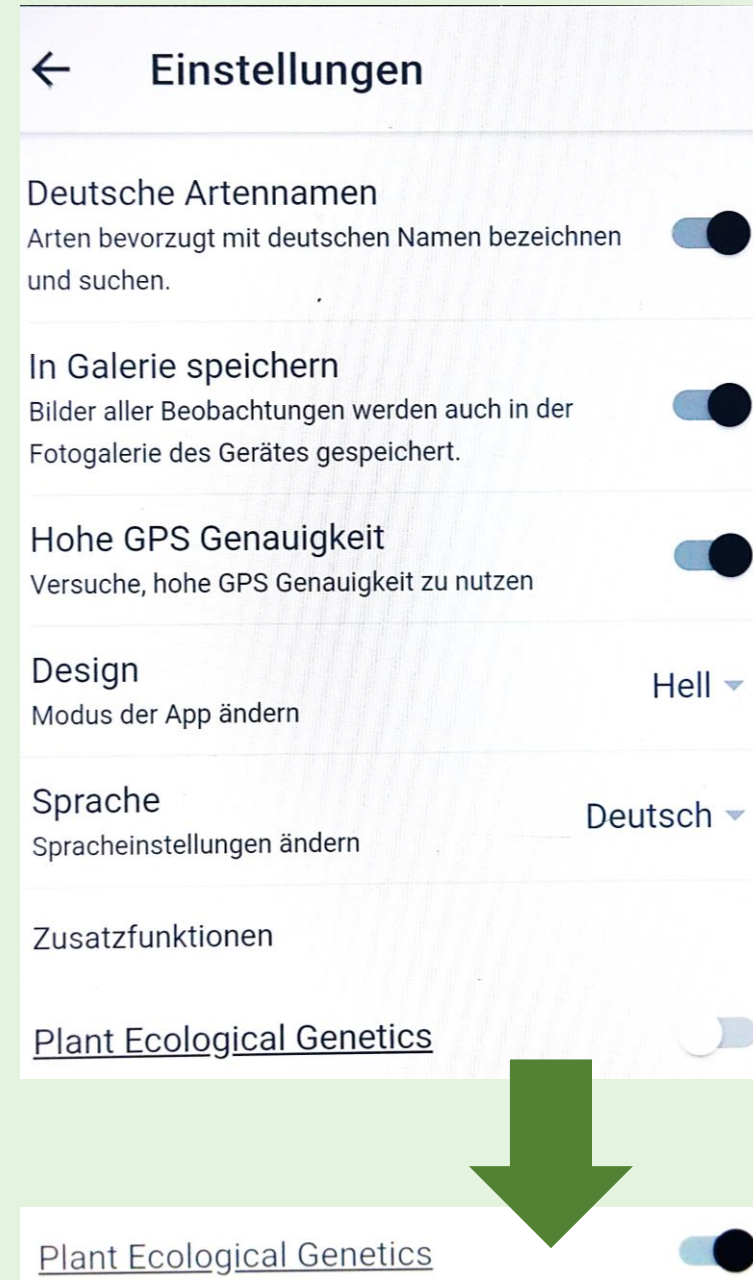 Einstellungen
Deutsche Artennamen
Arten bevorzugt mit deutschen Namen bezeichnen
und suchen.
In Galerie speichern
Bilder aller Beobachtungen werden auch in der
Fotogalerie des Gerätes gespeichert.
Hohe GPS Genauigkeit
Versuche, hohe GPS Genauigkeit zu nutzen
Design
Hell
Modus der App ändern
Sprache
Deutsch
Spracheinstellungen ändern
Zusatzfunktionen
Plant Ecological Genetics
Plant Ecological Genetics